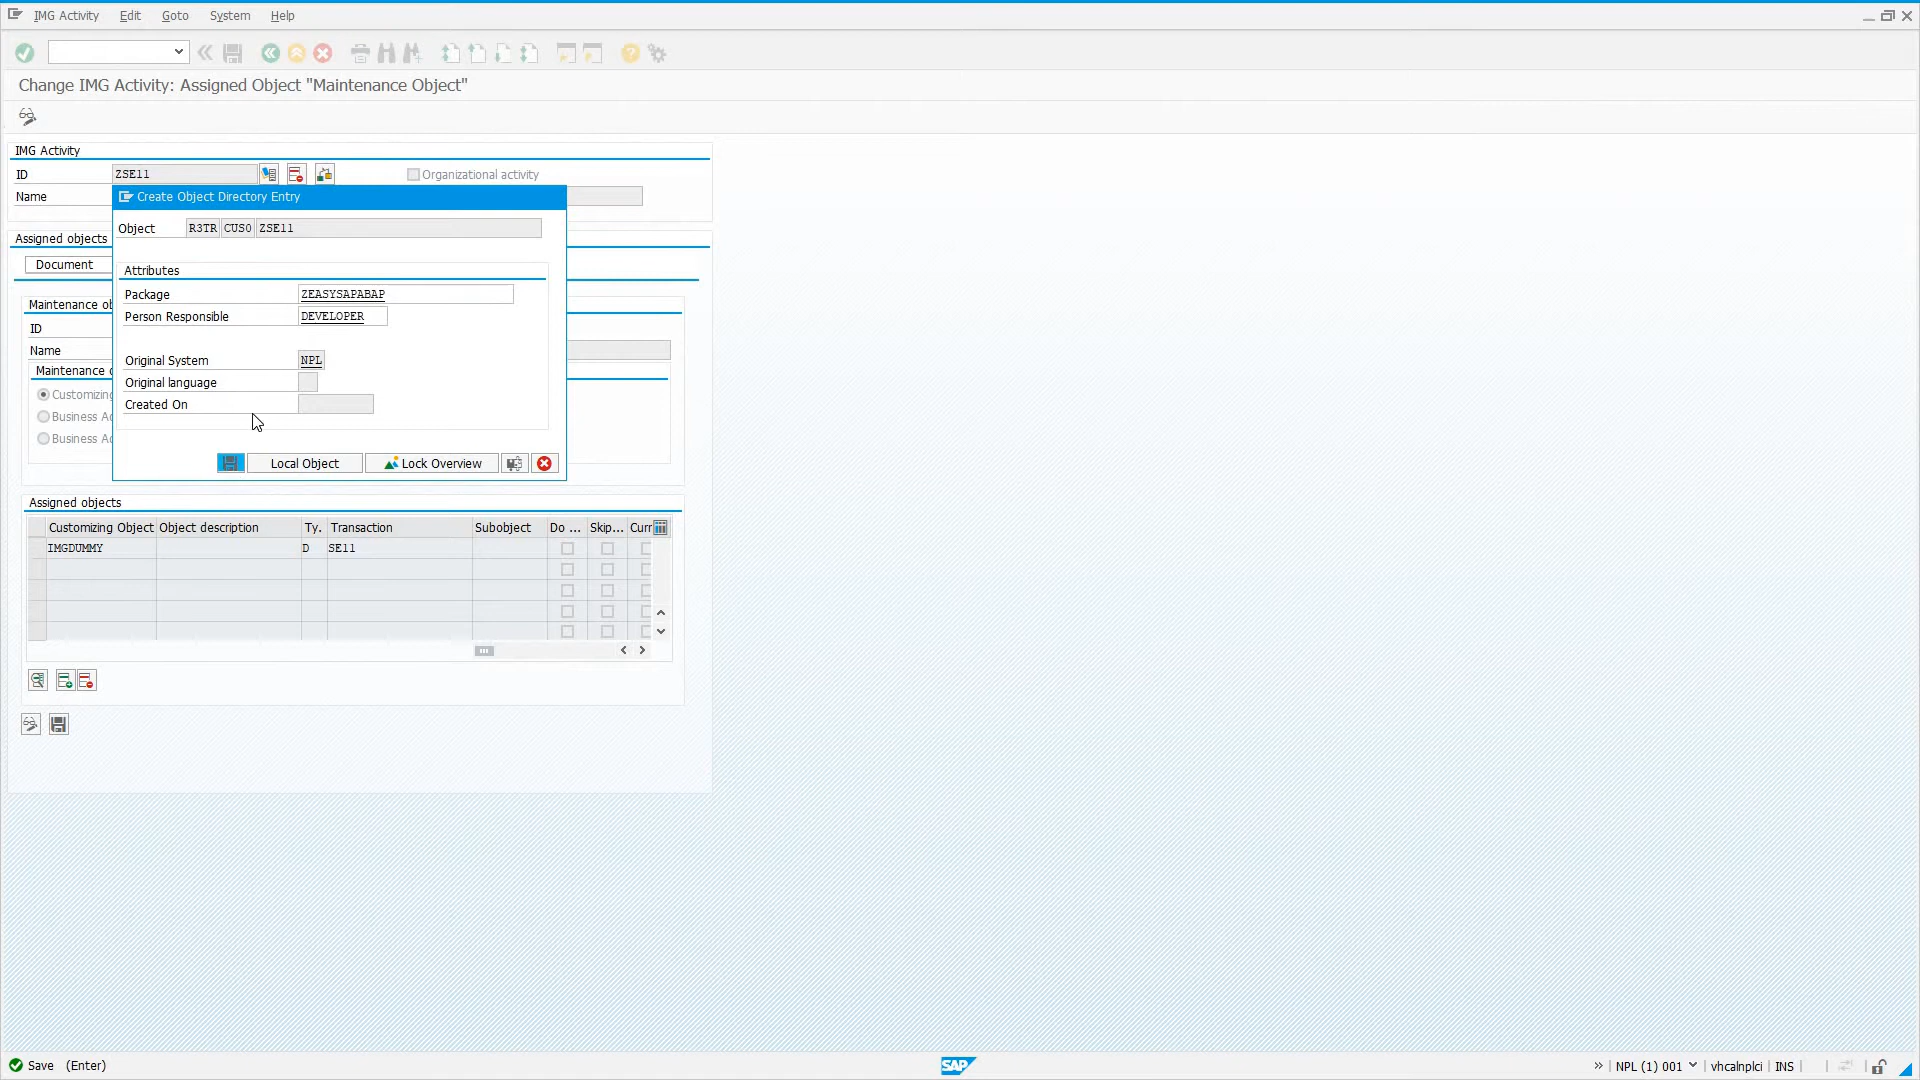 IMG Activity Edit Goto System Help
Change IMG Activity: Assigned Object "Maintenance Object"
IMG Activity
ID ZSE11 Organizational activity
Name
Create Object Directory Entry
Object R3TR CUS0 ZSE11
Assigned objects
Document
Attributes
Package ZEASYSAPABAP
Person Responsible DEVELOPER
Maintenance ob
ID
Name
Original System NPL
Maintenance o
Original language
Customizing
Created On
Business Ac
Business Ac
Local Object Lock Overview
Assigned objects
Customizing Object Object description Ty. Transaction Subobject Do ... Skip... Curr
IMGDUMMY D SE11
Save (Enter) SAP NPL (1) 001 vhcalnplci INS